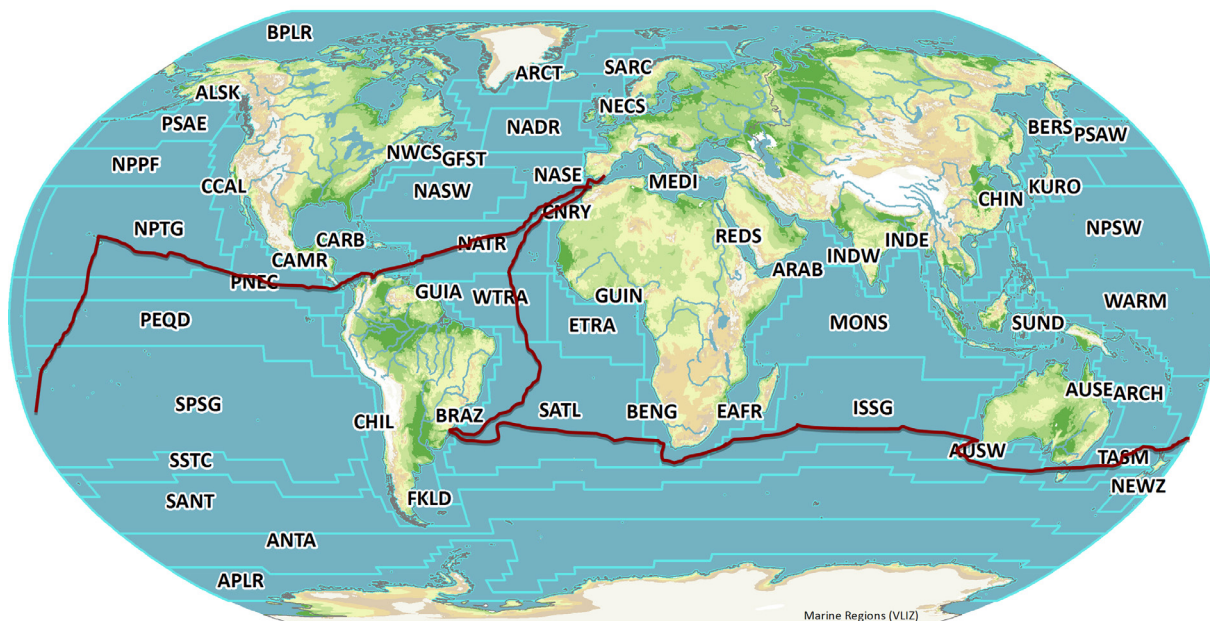 BPLR
ARCT
SARC
ALSK
NECS
PSAE
NADR
BERS
PSAW
NWCS
GFST
NPPF
NASE
MEDI
CCAL
NASW
KURO
CHIN
CNRY
NPTG
CARB
NATR
REDS
INDE
NPSW
CAMR
INDW
ARAB
PNEC
GUIA
WTRA
GUIN
WARM
PEQD
ETRA
MONS
SUND
SPSG
CHIL
BRAZ
SATL
BENG
EAFR
ISSG
AUSE
ARCH
SSTC
AUSW
TASM
SANT
FKLD
NEWZ
ANTA
APLR
Marine Regions (VLIZ)